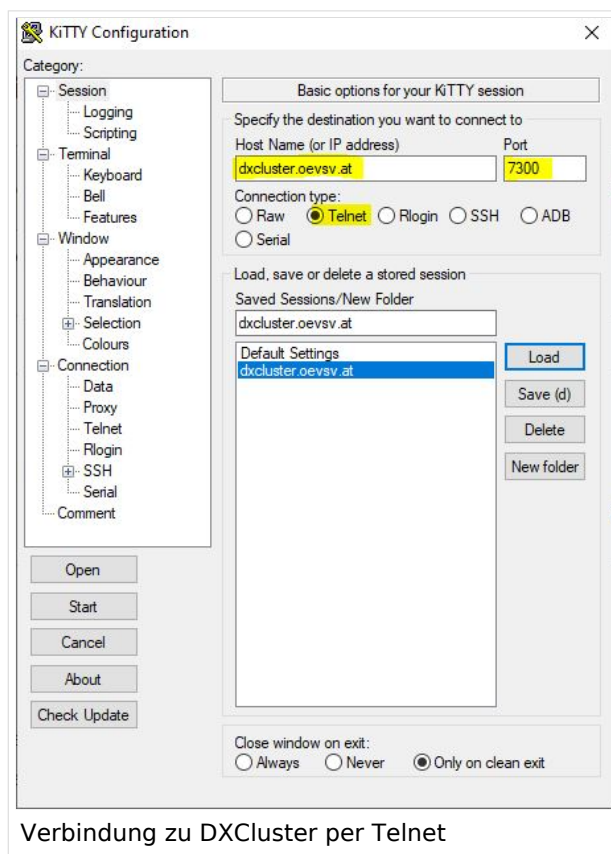 KiTTY Configuration
Category:
Session
Logging
Scripting
Terminal
Keyboard
Bell
Features
Window
Appearance
Behaviour
Translation
Selection
Colours
Connection
Data
Proxy
Telnet
Rlogin
SSH
Serial
Comment
Open
Start
Cancel
About
Check Update
Basic options for your KiTTY session
Specify the destination you want to connect to
Host Name (or IP address) Port
dxcluster.oevsv.at 7300
Connection type:
Raw Telnet Rlogin SSH ADB
Serial
Load, save or delete a stored session
Saved Sessions/New Folder
dxcluster.oevsv.at
Default Settings
dxcluster.oevsv.at
Load
Save (d)
Delete
New folder
Close window on exit:
Always Never Only on clean exit
Verbindung zu DXCluster per Telnet